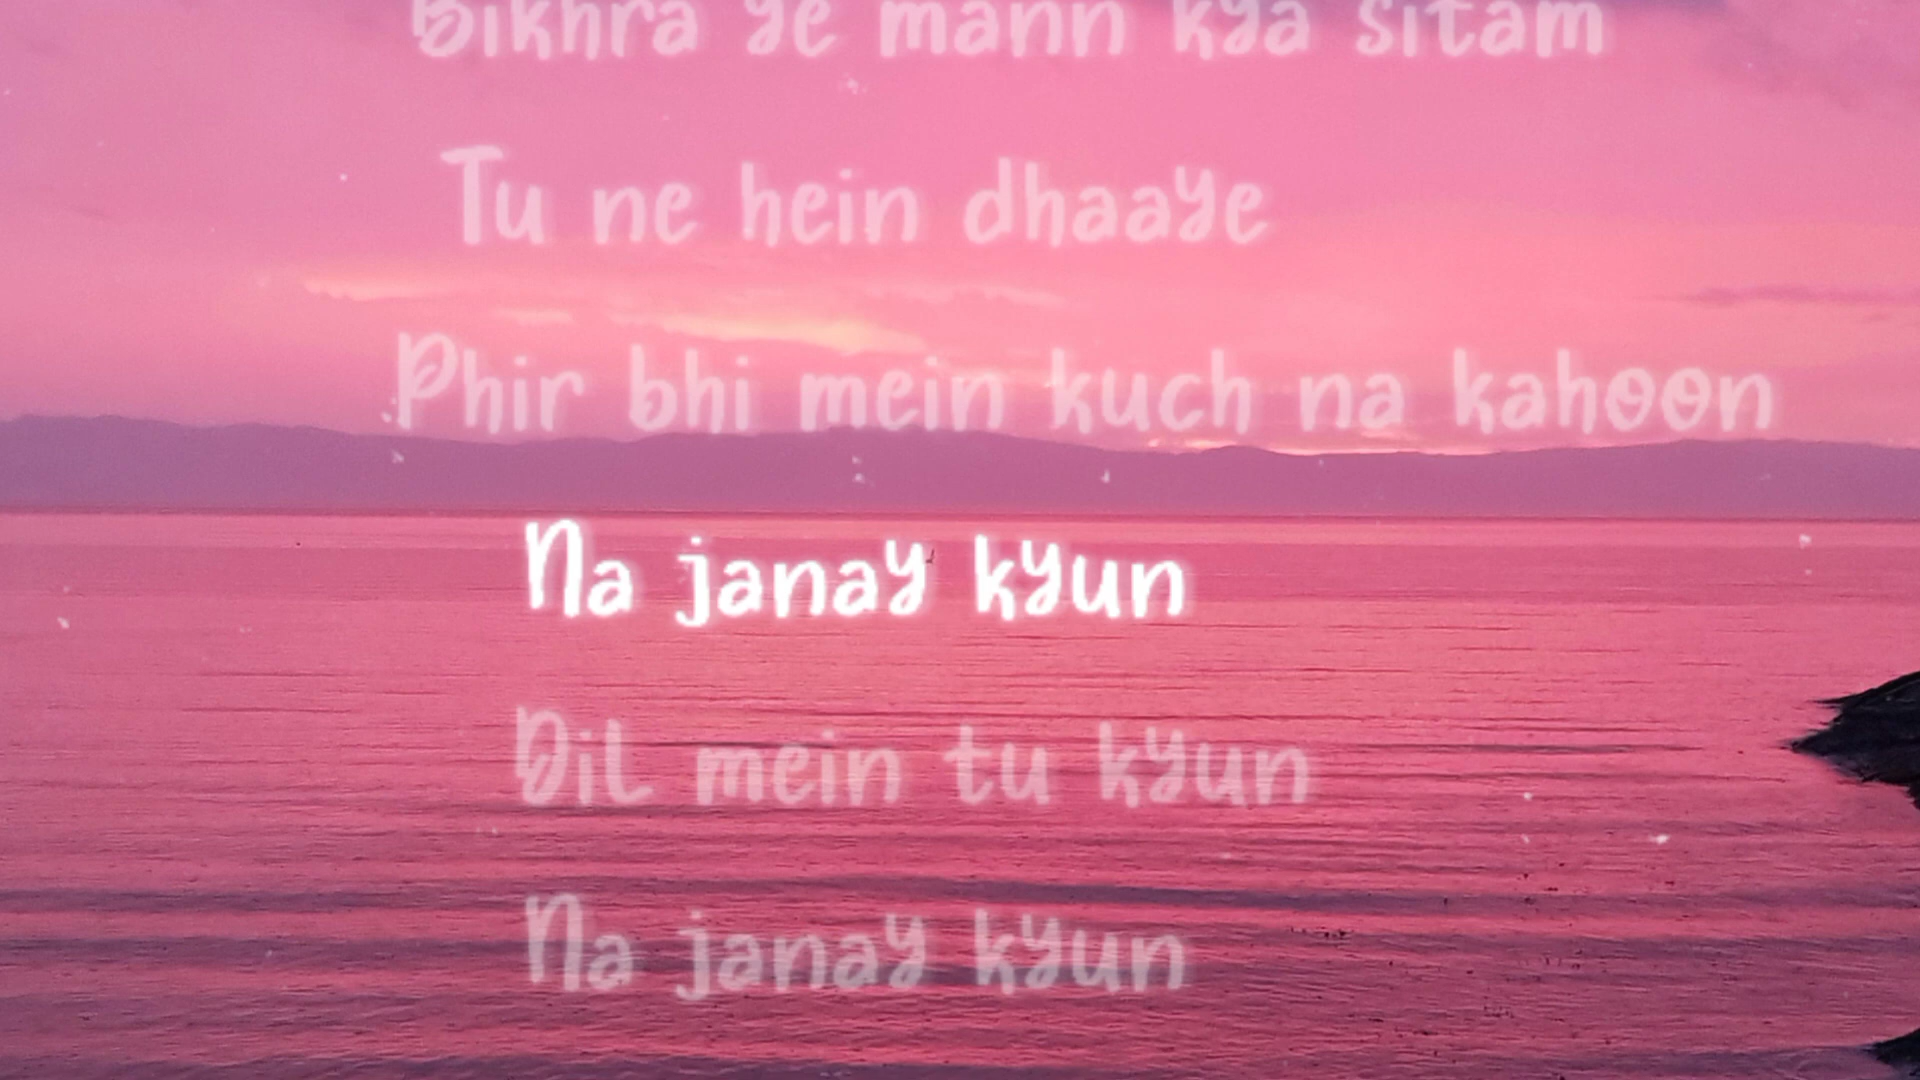 Bikhra ye mann kya sitam
Tu ne hein dhaaye
Phir bhi mein kuch na kahoon
Na janay kyun
Dil mein tu kyun
Na janay kyun